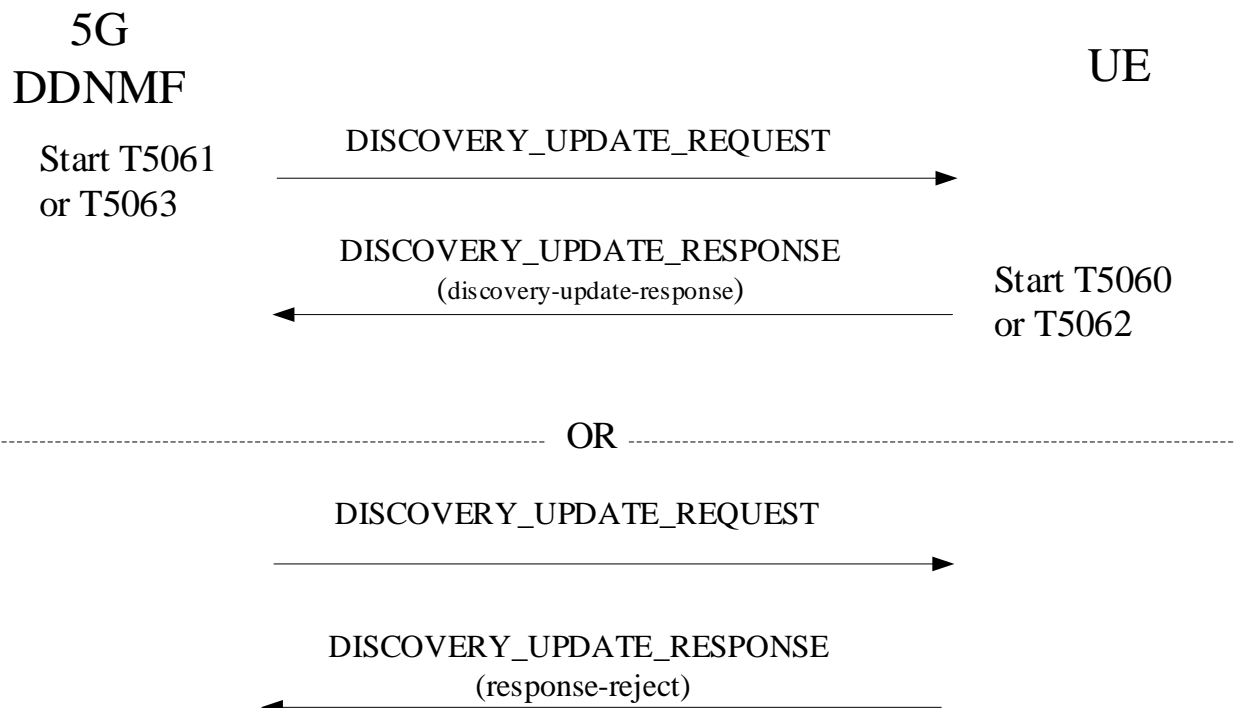 5G
DDNMF
UE
Start T5061
or T5063
DISCOVERY_UPDATE_REQUEST
DISCOVERY_UPDATE_RESPONSE
(discovery-update-response)
Start T5060
or T5062
OR
DISCOVERY_UPDATE_REQUEST
DISCOVERY_UPDATE_RESPONSE
(response-reject)